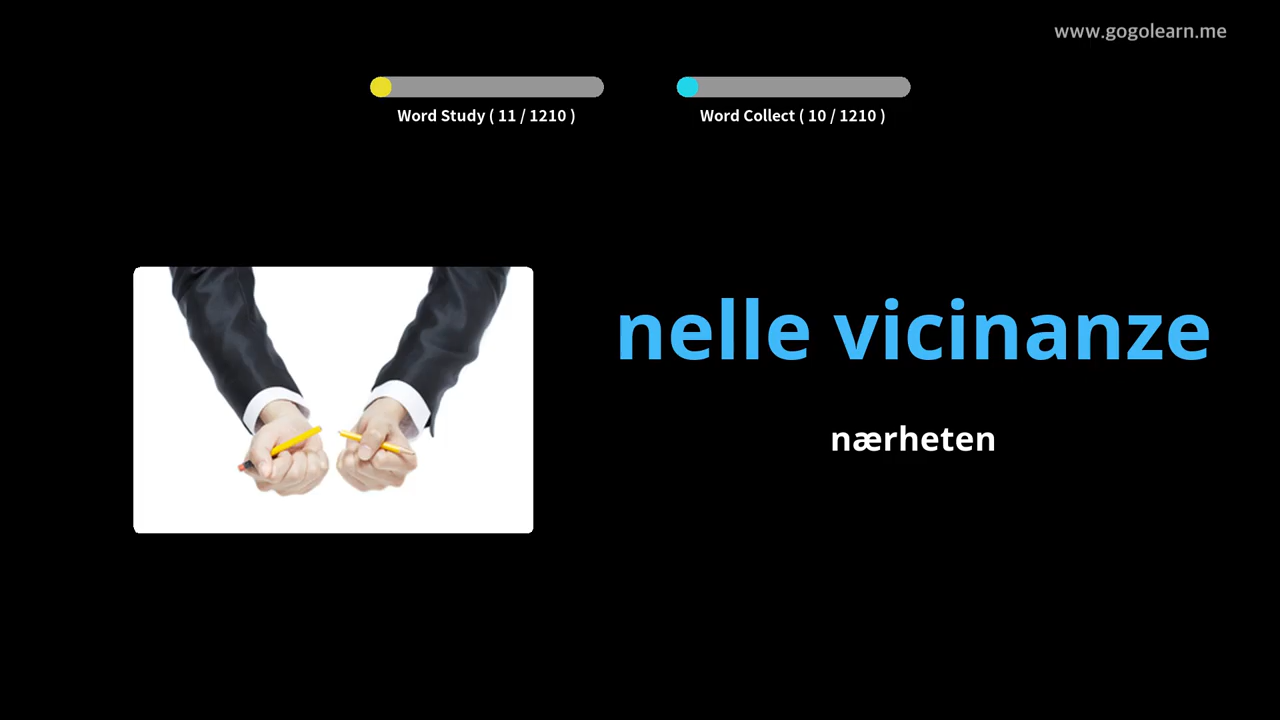 www.gogolearn.me
Word Study ( 11 / 1210 )
Word Collect ( 10 / 1210 )
nelle vicinanze
nærheten